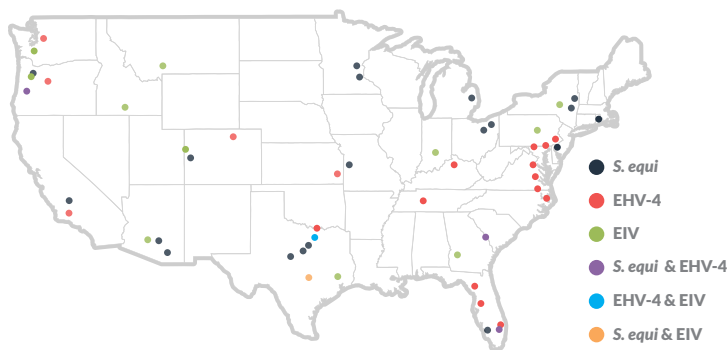 S. equi
EHV-4
EIV
S. equi & EHV-4
EHV-4 & EIV
S. equi & EIV